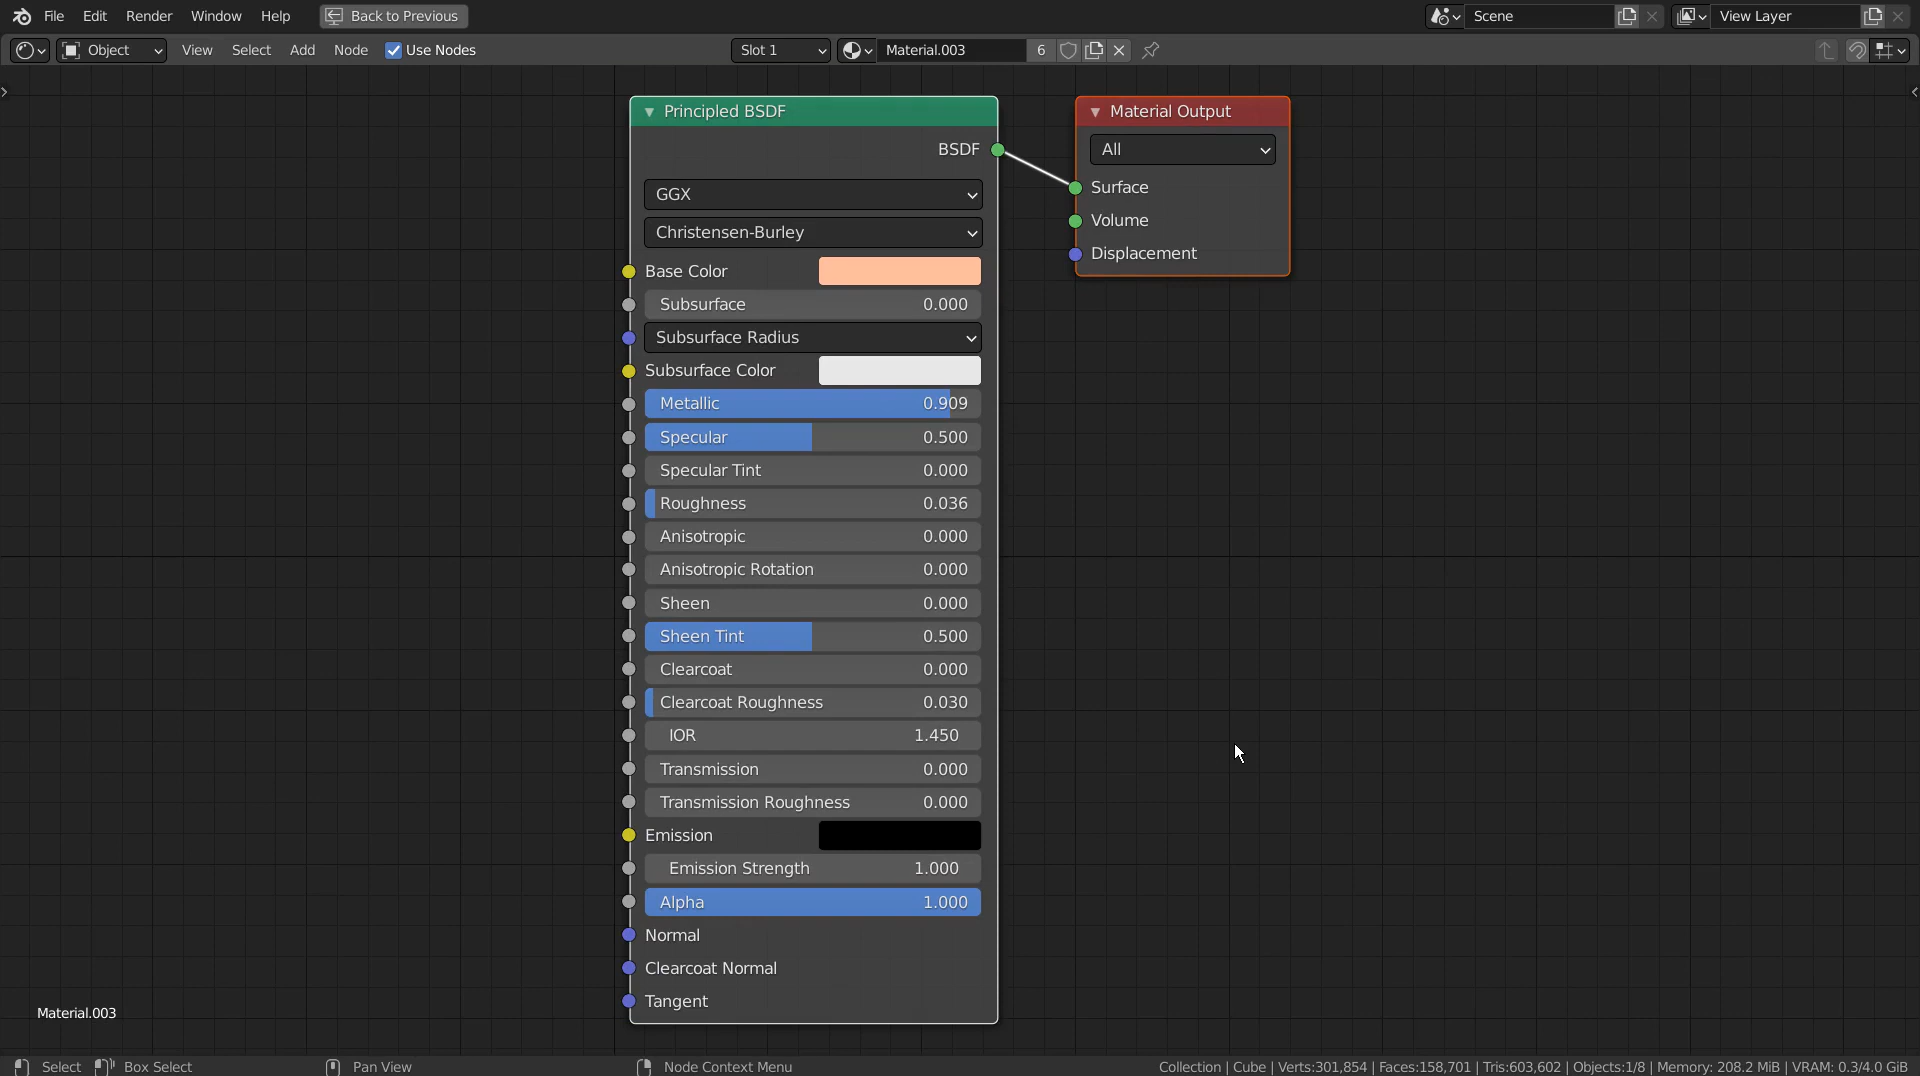 File Edit Render Window Help Back to Previous Scene View Layer
Object View Select Add Node Use Nodes Slot 1 Material.003 6
Principled BSDF
BSDF
GGX
Christensen-Burley
Base Color
Subsurface 0.000
Subsurface Radius
Subsurface Color
Metallic 0.909
Specular 0.500
Specular Tint 0.000
Roughness 0.036
Anisotropic 0.000
Anisotropic Rotation 0.000
Sheen 0.000
Sheen Tint 0.500
Clearcoat 0.000
Clearcoat Roughness 0.030
IOR 1.450
Transmission 0.000
Transmission Roughness 0.000
Emission
Emission Strength 1.000
Alpha 1.000
Normal
Clearcoat Normal
Tangent
Material Output
All
Surface
Volume
Displacement
Material.003
Select Box Select Pan View Node Context Menu Collection | Cube | Verts:301,854 | Faces:158,701 | Tris:603,602 | Objects:1/8 | Memory: 208.2 MiB | VRAM: 0.3/4.0 GiB